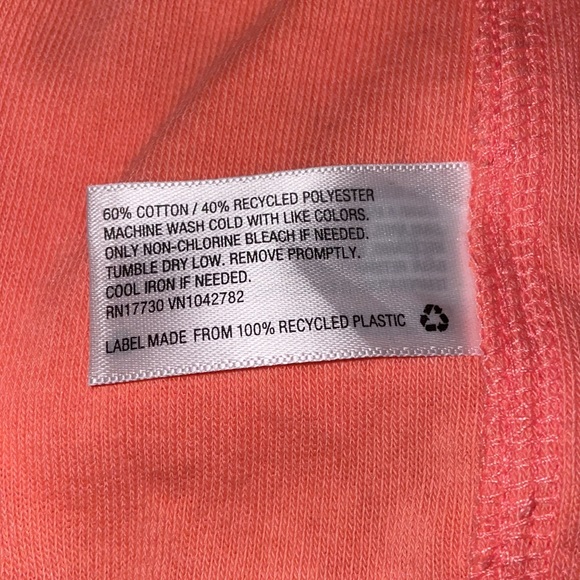 60% COTTON / 40% RECYCLED POLYESTER
MACHINE WASH COLD WITH LIKE COLORS.
ONLY NON-CHLORINE BLEACH IF NEEDED.
TUMBLE DRY LOW. REMOVE PROMPTLY.
COOL IRON IF NEEDED.
RN17730 VN1042782
LABEL MADE FROM 100% RECYCLED PLASTIC